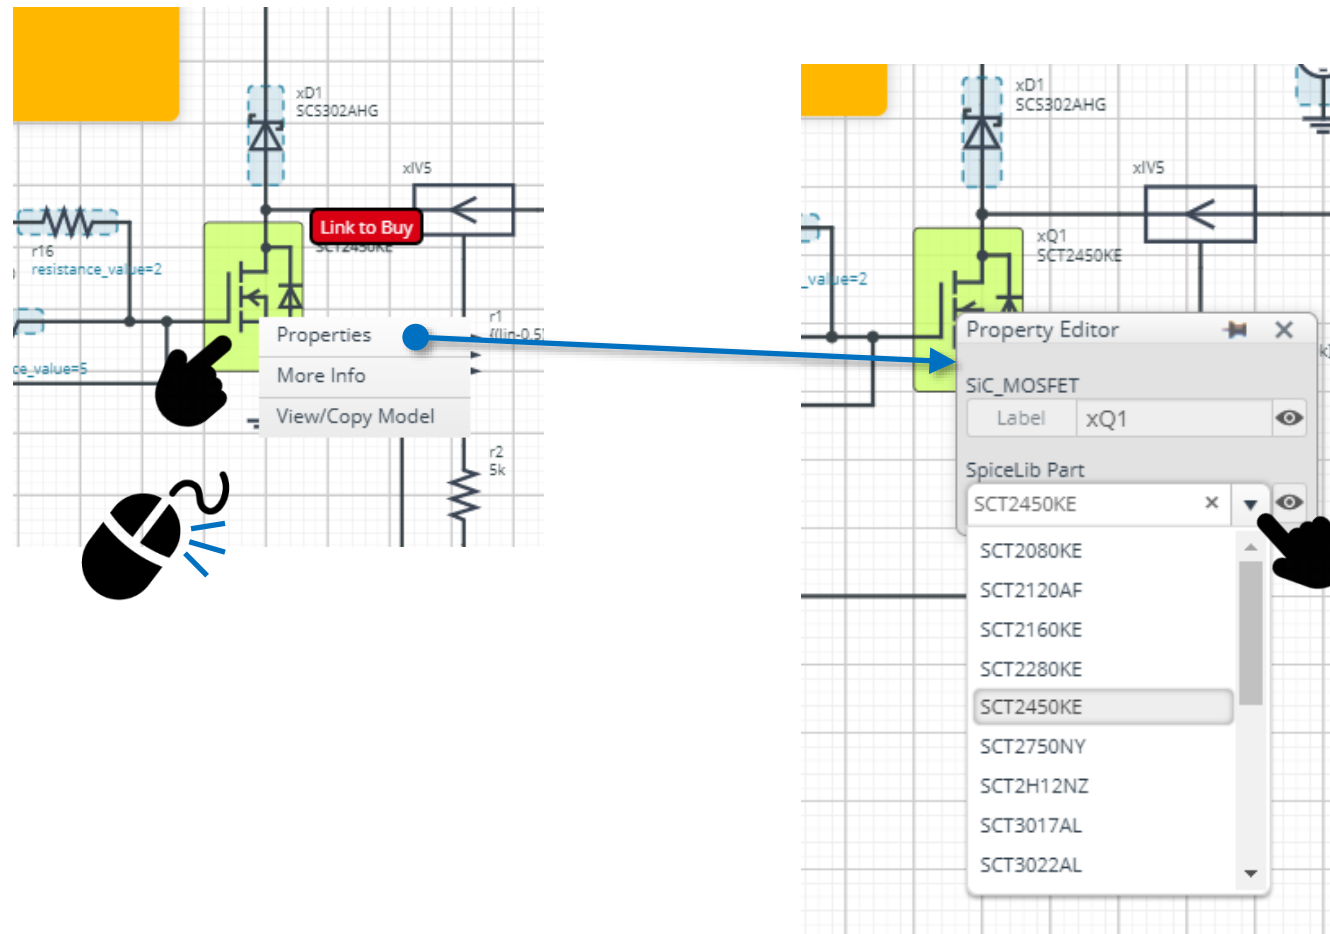 xD1
SCS302AHG
xIV5
Link to Buy
SCT2450KE
r16
resistance_value=2
Properties
r1
More Info
View/Copy Model
r2
5k
xD1
SCS302AHG
xIV5
xQ1
SCT2450KE
_value=2
Property Editor
SiC_MOSFET
Label
xQ1
SpiceLib Part
SCT2450KE
SCT2080KE
SCT2120AF
SCT2160KE
SCT2280KE
SCT2450KE
SCT2750NY
SCT2H12NZ
SCT3017AL
SCT3022AL